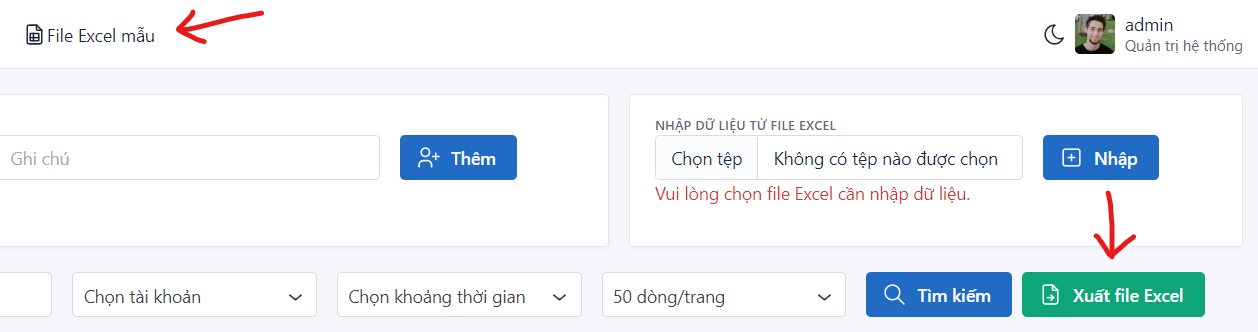 File Excel mẫu
admin
Quản trị hệ thống
NHẬP DỮ LIỆU TỪ FILE EXCEL
Ghi chú
Thêm
Chọn tệp
Không có tệp nào được chọn
Nhập
Vui lòng chọn file Excel cần nhập dữ liệu.
Chọn tài khoản
Chọn khoảng thời gian
50 dòng/trang
Tìm kiếm
Xuất file Excel